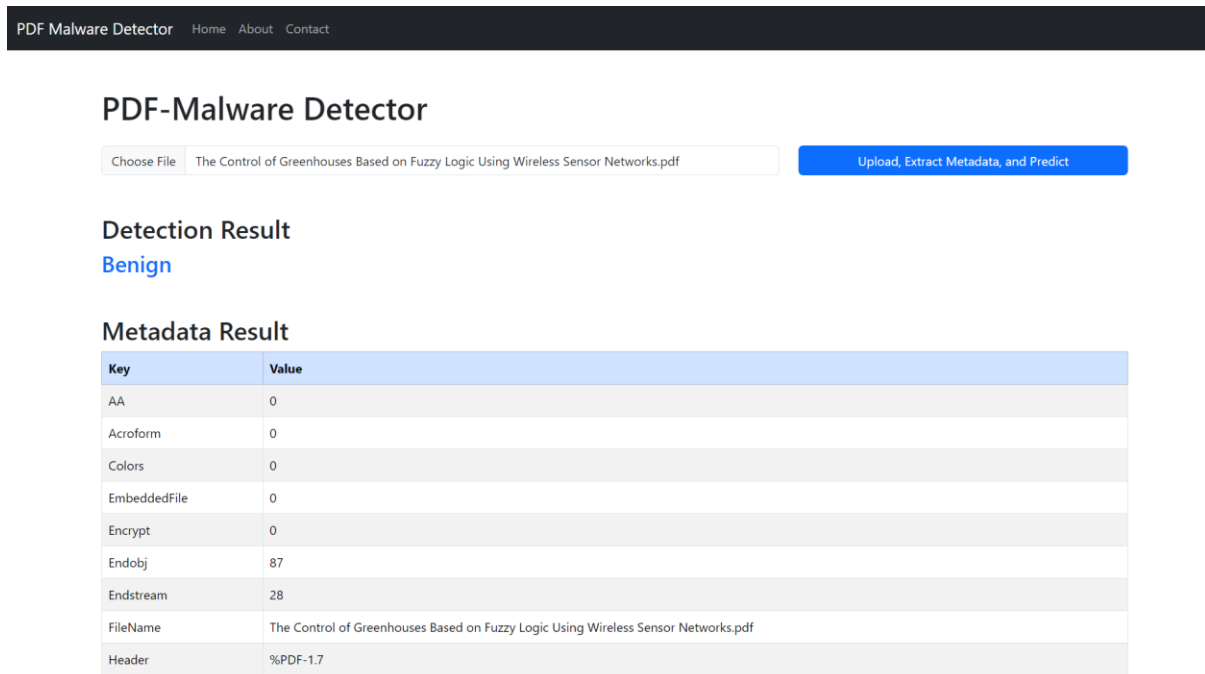 PDF Malware Detector Home About Contact
PDF-Malware Detector
Choose File The Control of Greenhouses Based on Fuzzy Logic Using Wireless Sensor Networks.pdf Upload, Extract Metadata, and Predict
Detection Result
Benign
Metadata Result
Key Value
AA 0
Acroform 0
Colors 0
EmbeddedFile 0
Encrypt 0
Endobj 87
Endstream 28
FileName The Control of Greenhouses Based on Fuzzy Logic Using Wireless Sensor Networks.pdf
Header %PDF-1.7